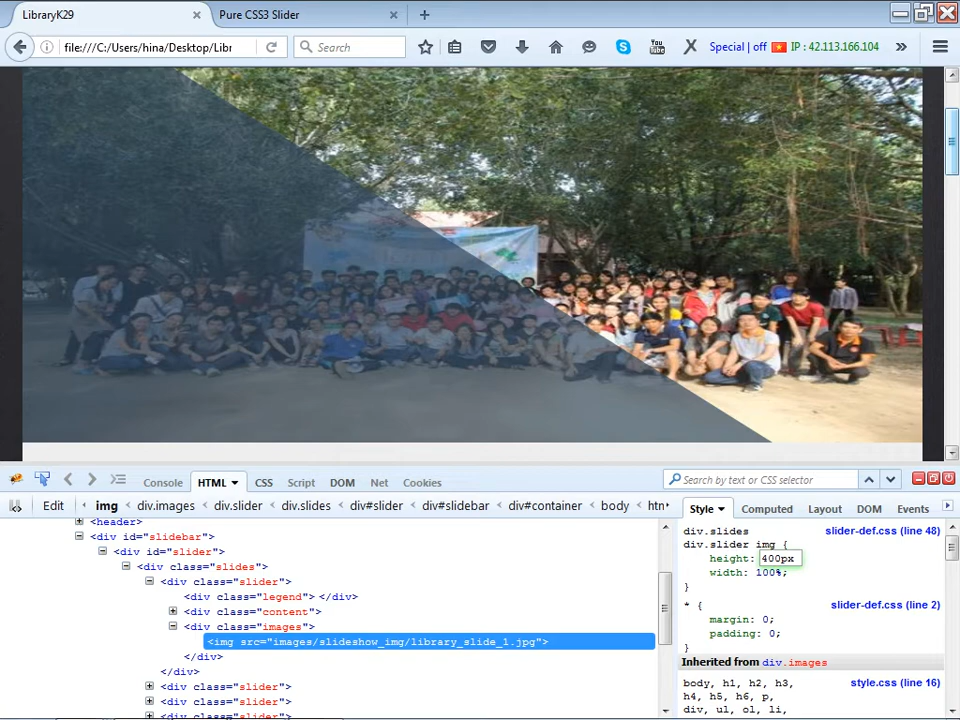 LibraryK29
Pure CSS3 Slider
file:///C:/Users/hina/Desktop/Libr
Search
Special | off
IP : 42.113.166.104
Console
HTML
CSS
Script
DOM
Net
Cookies
Search by text or CSS selector
Edit
img
div.images
div.slider
div.slides
div#slider
div#slidebar
div#container
body
htn
Style
Computed
Layout
DOM
Events
<header>
<div id="slidebar">
<div id="slider">
<div class="slides">
<div class="slider">
<div class="legend"> </div>
<div class="content">
<div class="images">
<img src="images/slideshow_img/library_slide_1.jpg">
</div>
</div>
<div class="slider">
<div class="slider">
<div class="slider">
div.slides
slider-def.css (line 48)
div.slider img {
height: 400px
width: 100%;
}
* {
slider-def.css (line 2)
margin: 0;
padding: 0;
}
Inherited from div.images
body, h1, h2, h3,
style.css (line 16)
h4, h5, h6, p,
div, ul, ol, li,